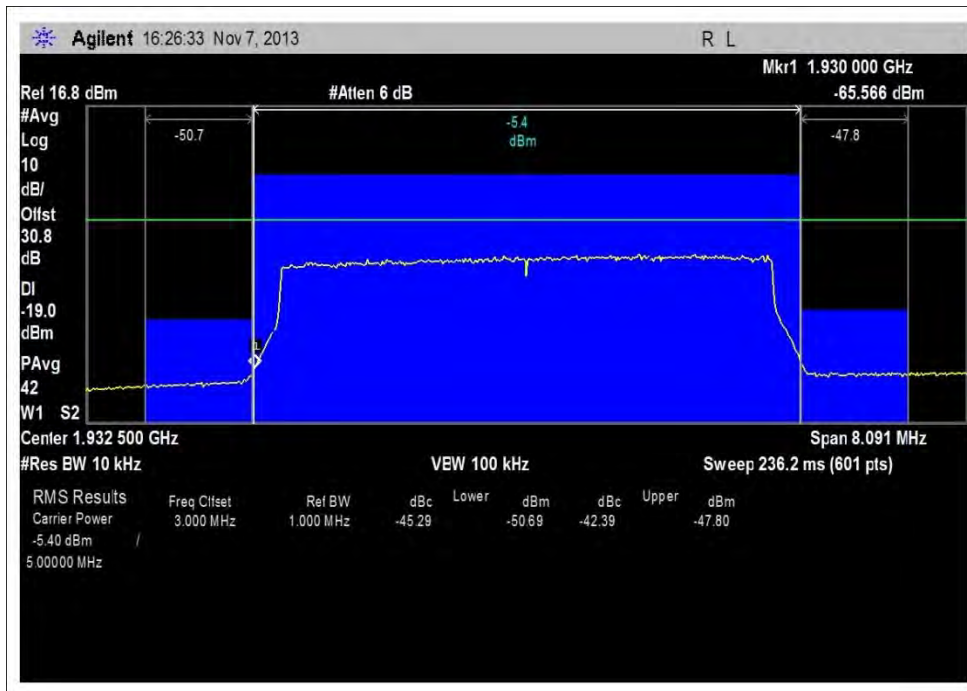 Agilent 16:26:33 Nov 7, 2013 R L
Mkr1 1.930 000 GHz
Ref 16.8 dBm #Atten 6 dB -65.566 dBm
#Avg
Log
10
dB/
Offst
30.8
dB
DI
-19.0
dBm
PAvg
42
W1 S2
-50.7
-5.4
dBm
-47.8
1
Center 1.932 500 GHz Span 8.091 MHz
#Res BW 10 kHz VBW 100 kHz Sweep 236.2 ms (601 pts)
RMS Results Freq Offset Ref BW dBc Lower dBm dBc Upper dBm
Carrier Power 3.000 MHz 1.000 MHz -45.29 -50.69 -42.39 -47.80
-5.40 dBm /
5.00000 MHz